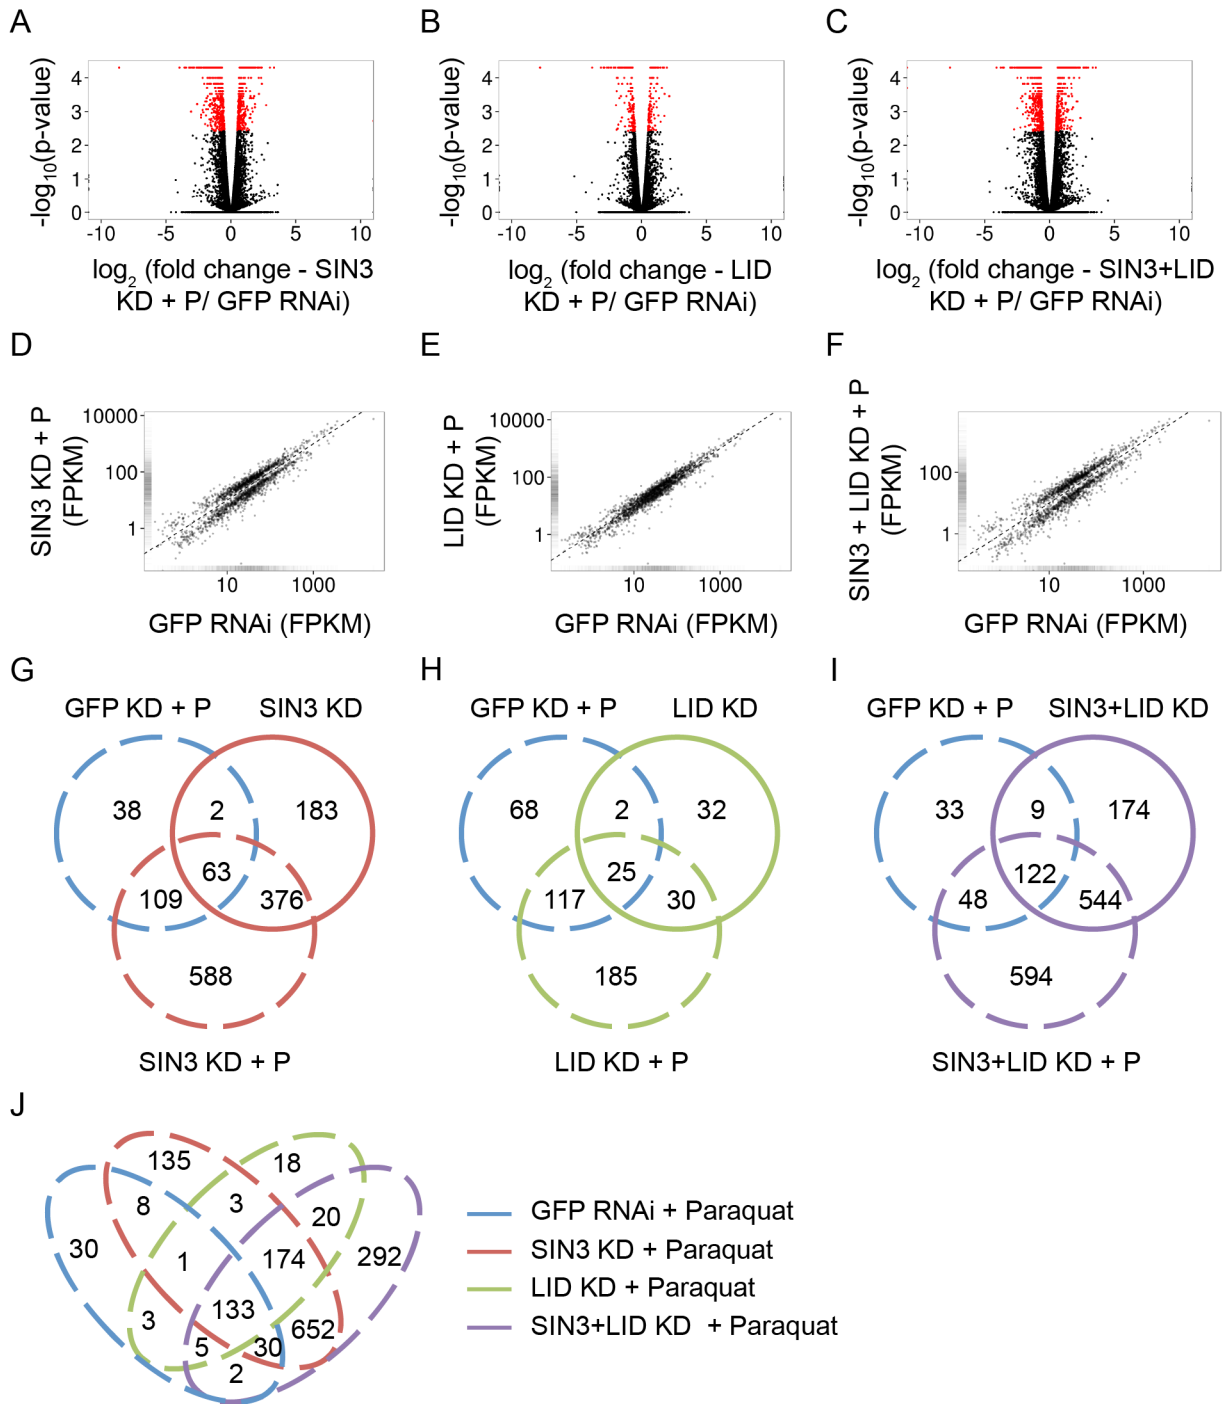 A
B
C
-log10(p-value)
4
3
2
1
0
-10
-5
0
5
10
log2 (fold change - SIN3
KD + P/ GFP RNAi)
-log10(p-value)
4
3
2
1
0
-10
-5
0
5
10
log2 (fold change - LID
KD + P/ GFP RNAi)
-log10(p-value)
4
3
2
1
0
-10
-5
0
5
10
log2 (fold change - SIN3+LID
KD + P/ GFP RNAi)
D
E
F
SIN3 KD + P
(FPKM)
10000
100
1
10
1000
GFP RNAi (FPKM)
LID KD + P
(FPKM)
10000
100
1
10
1000
GFP RNAi (FPKM)
SIN3 + LID KD + P
(FPKM)
100
1
10
1000
GFP RNAi (FPKM)
G
GFP KD + P
SIN3 KD
38
2
183
63
109
376
588
SIN3 KD + P
H
GFP KD + P
LID KD
68
2
32
25
117
30
185
LID KD + P
I
GFP KD + P
SIN3+LID KD
33
9
174
122
48
544
594
SIN3+LID KD + P
J
135
18
8
3
20
30
1
174
292
133
3
5
30
652
2
GFP RNAi + Paraquat
SIN3 KD + Paraquat
LID KD + Paraquat
SIN3+LID KD + Paraquat